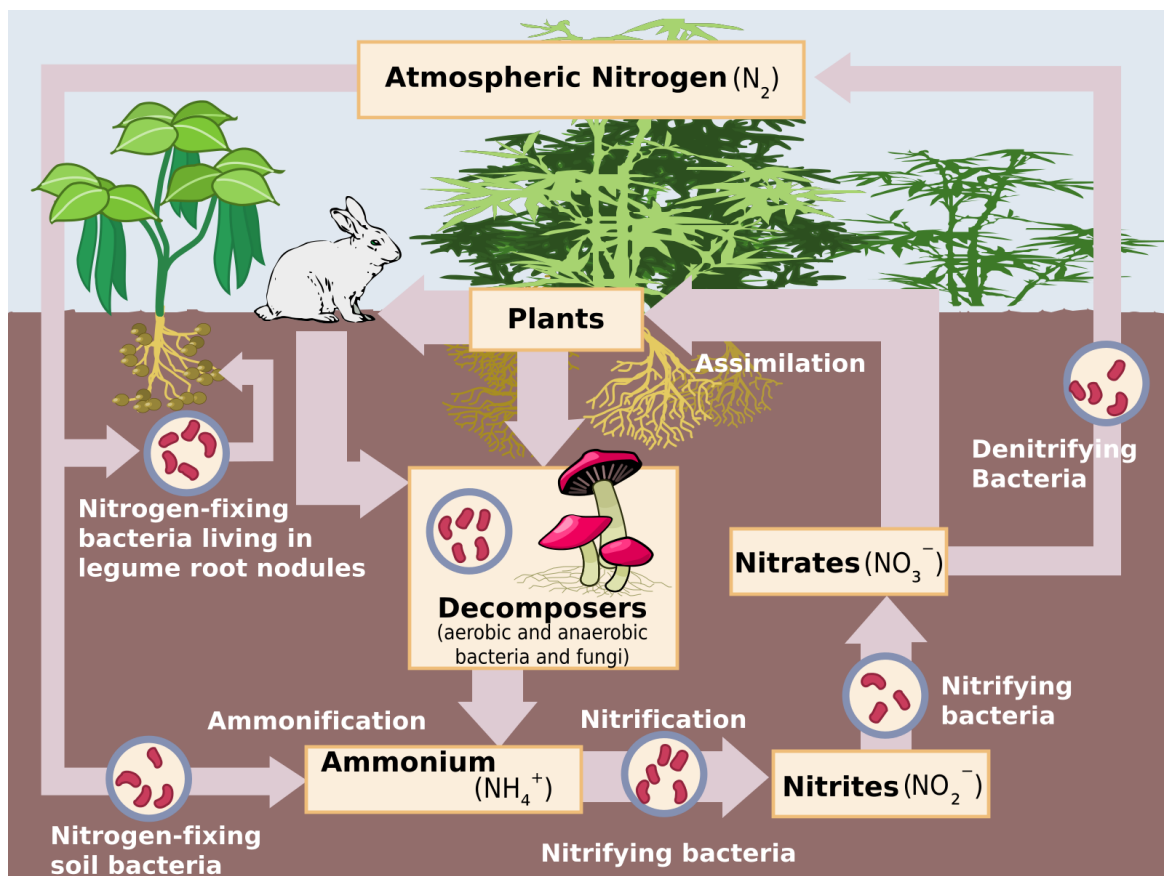 Atmospheric Nitrogen (N₂)
Plants
Assimilation
Denitrifying
Bacteria
Nitrogen-fixing
bacteria living in
legume root nodules
Nitrates (NO₃⁻)
Decomposers
(aerobic and anaerobic
bacteria and fungi)
Nitrifying
bacteria
Ammonification
Nitrification
Ammonium
(NH₄⁺)
Nitrites (NO₂⁻)
Nitrogen-fixing
soil bacteria
Nitrifying bacteria